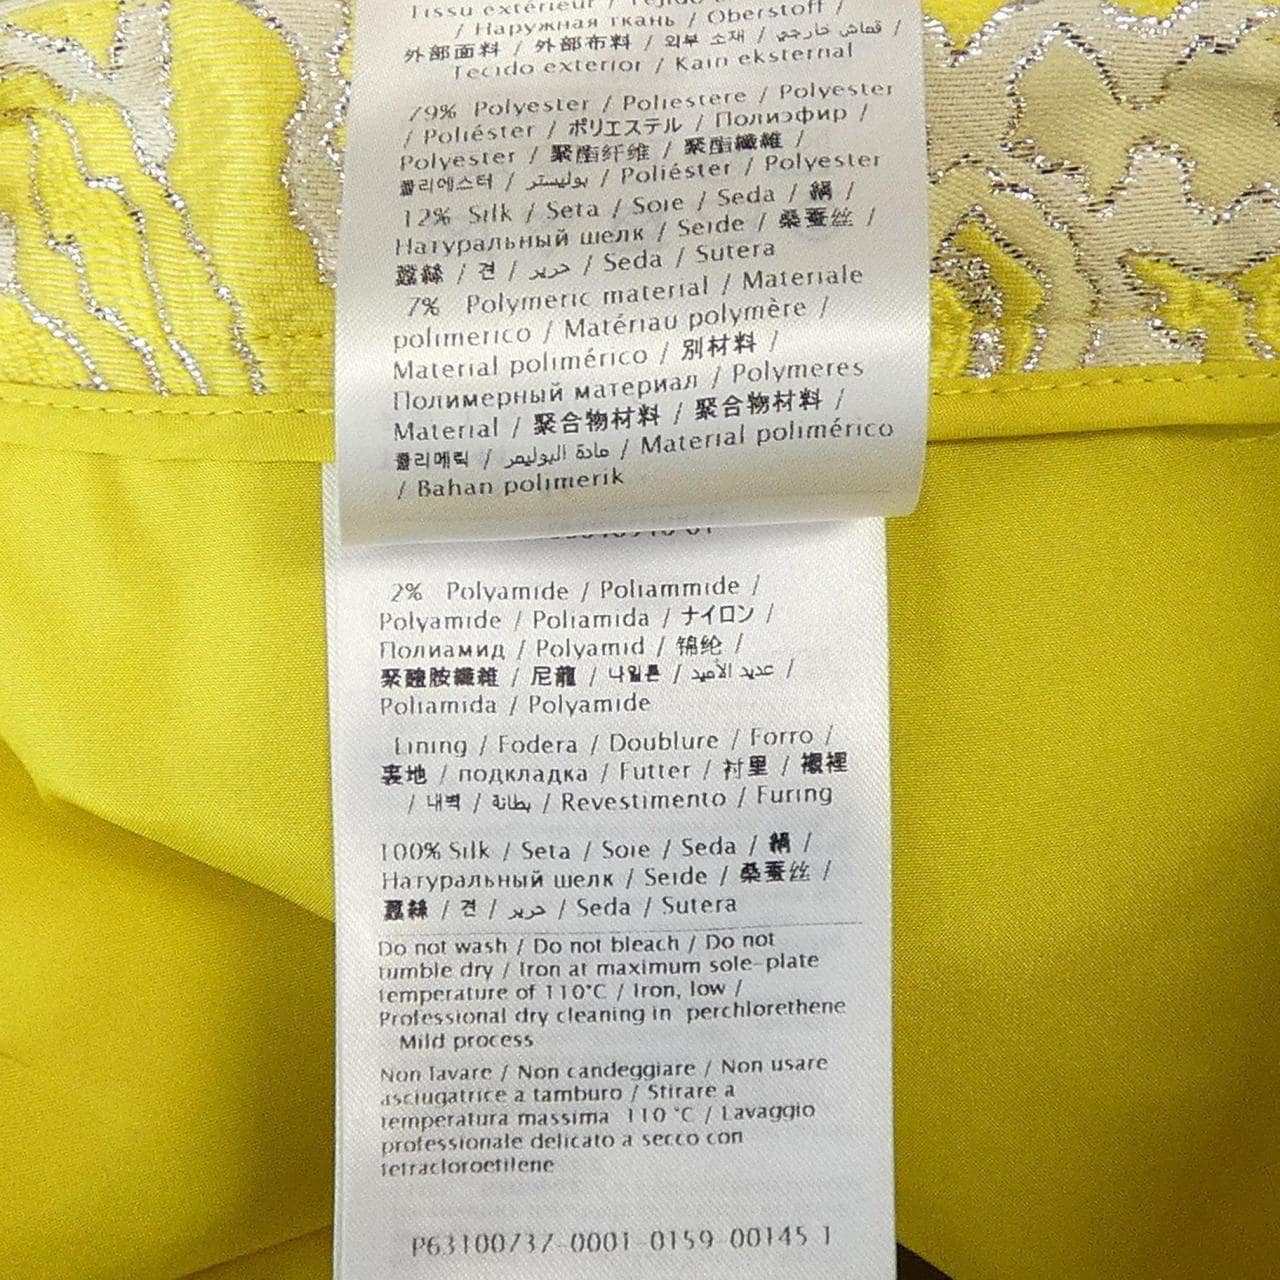 Tissu extérieur /
/ Наружная ткань / Oberstoff /
外部面料 / 外部布料 / 외부 소재 / قماش خارجي /
Tecido exterior / Kain eksternal
79% Polyester / Poliestere / Polyester
/ Poliéster / ポリエステル / Полиэфир /
Polyester / 聚酯纤维 / 聚酯纖維 /
폴리에스터 / بوليستر / Poliéster / Polyester
12% Silk / Seta / Soie / Seda / 絹 /
Натуральный шелк / Seide / 桑蚕丝 /
蠶絲 / 견 / حرير / Seda / Sutera
7% Polymeric material / Materiale
polimerico / Matériau polymère /
Material polimérico / 別材料 /
Полимерный материал / Polymeres
Material / 聚合物材料 / 聚合物材料 /
폴리메릭 / مادة البوليمر / Material polimérico
/ Bahan polimerik
2% Polyamide / Poliammide /
Polyamide / Poliamida / ナイロン /
Полиамид / Polyamid / 锦纶 /
聚醯胺纖維 / 尼龍 / 나일론 / عديد الأميد /
Poliamida / Polyamide
Lining / Fodera / Doublure / Forro /
裏地 / подкладка / Futter / 衬里 / 襯裡
/ 내벽 / بطانة / Revestimento / Furing
100% Silk / Seta / Soie / Seda / 絹 /
Натуральный шелк / Seide / 桑蚕丝 /
蠶絲 / 견 / حرير / Seda / Sutera
Do not wash / Do not bleach / Do not
tumble dry / Iron at maximum sole-plate
temperature of 110°C / Iron, low /
Professional dry cleaning in perchlorethene
Mild process
Non lavare / Non candeggiare / Non usare
asciugatrice a tamburo / Stirare a
temperatura massima 110 °C / Lavaggio
professionale delicato a secco con
tetracloroetilene
P63100737-0001-0159-00145 1